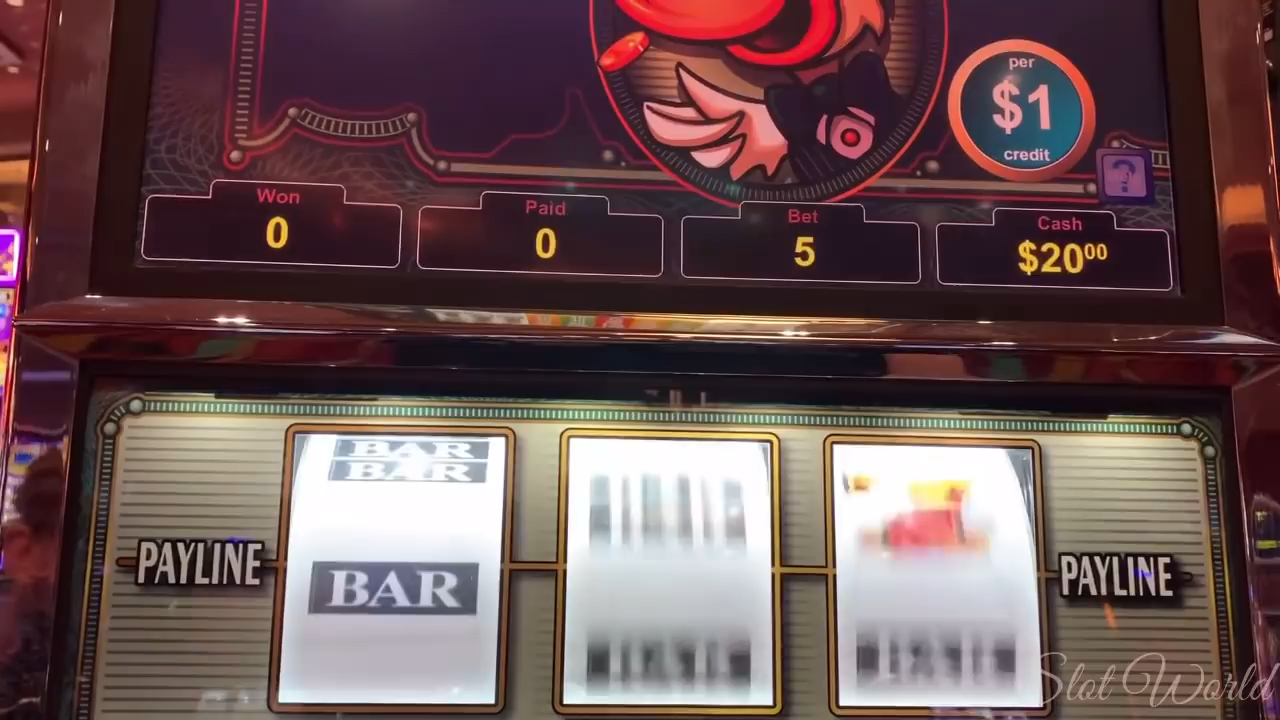 per
$1
credit
Won
0
Paid
0
Bet
5
Cash
$20.00
BAR
BAR
BAR
PAYLINE
PAYLINE
Slot World